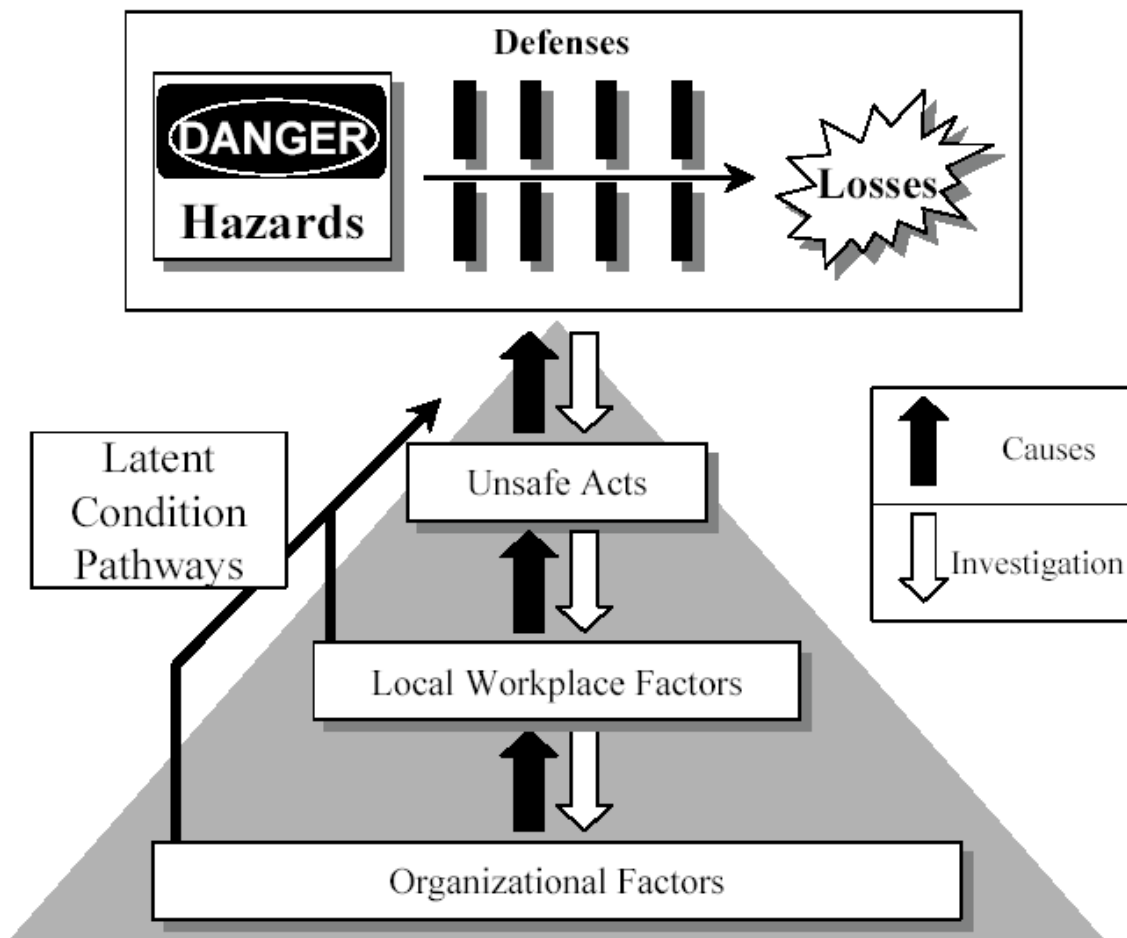 Defenses
DANGER
Hazards
Losses
Latent
Condition
Pathways
Unsafe Acts
Causes
Investigation
Local Workplace Factors
Organizational Factors